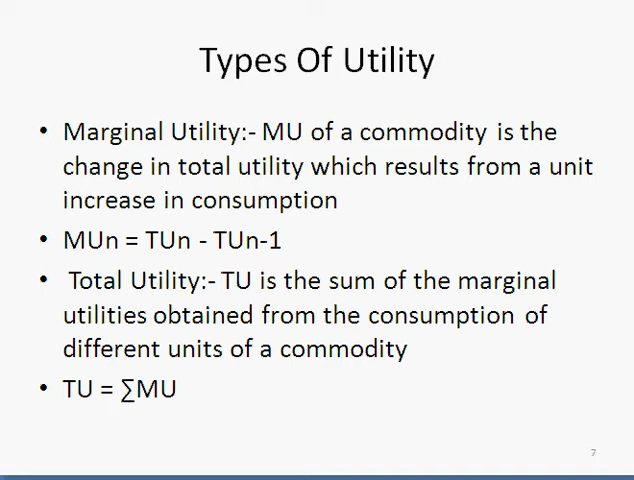 Types Of Utility
• Marginal Utility:- MU of a commodity is the
change in total utility which results from a unit
increase in consumption
• MUn = TUn - TUn-1
• Total Utility:- TU is the sum of the marginal
utilities obtained from the consumption of
different units of a commodity
• TU = ∑MU
7